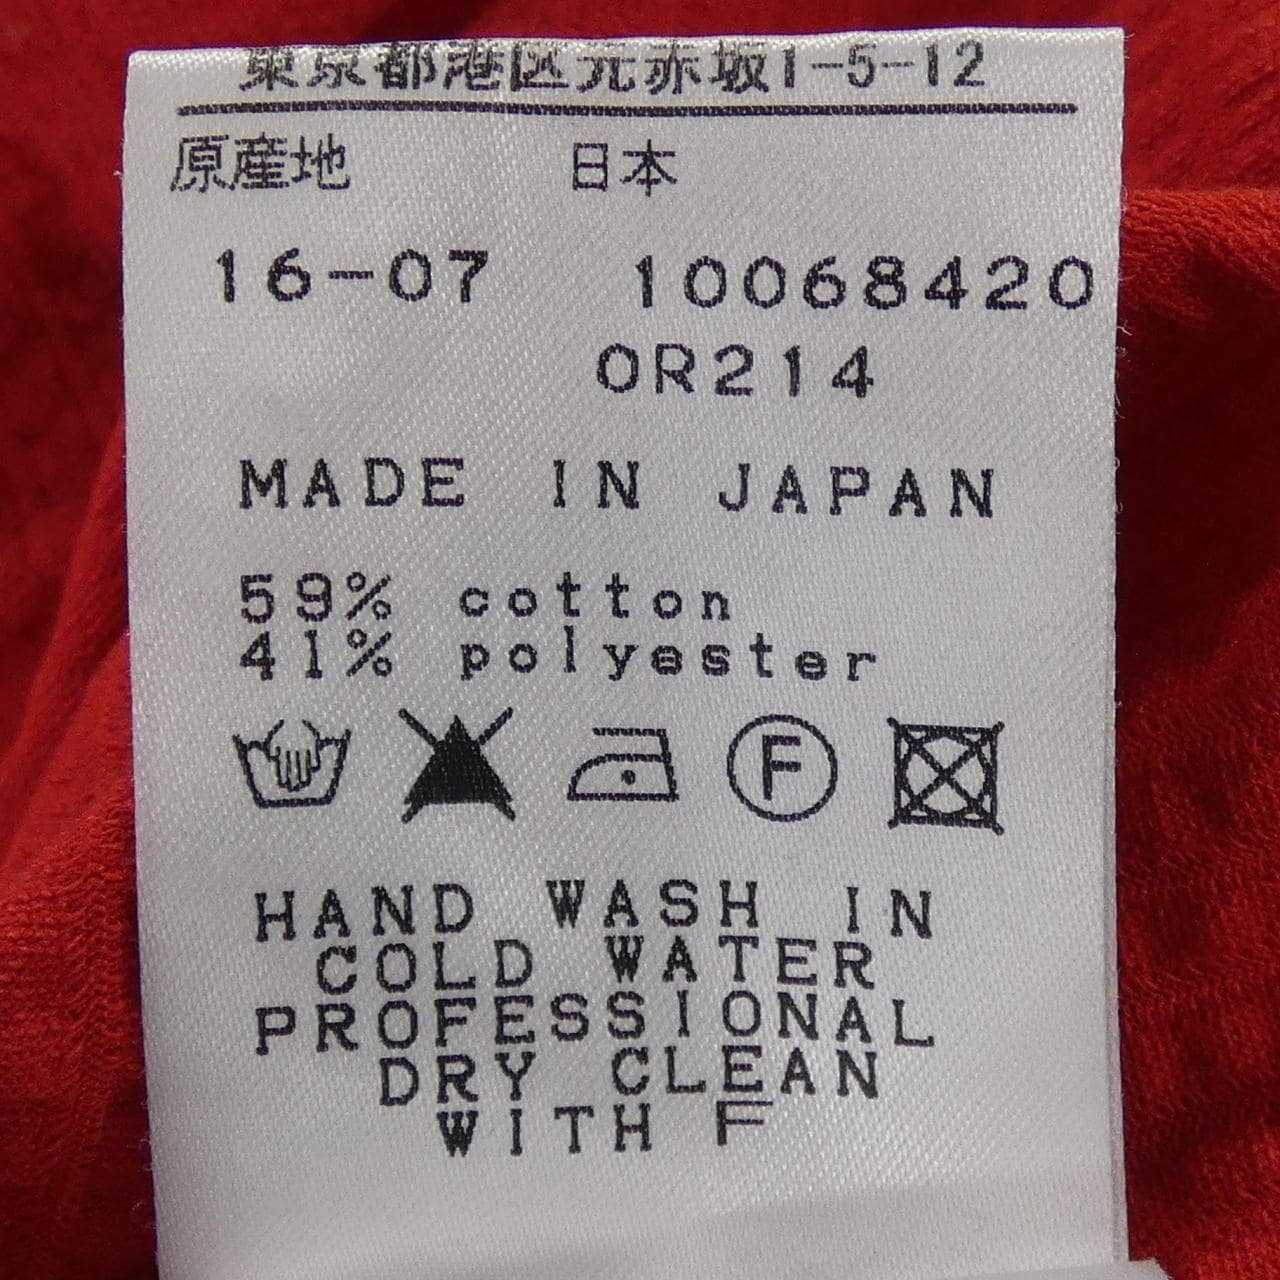 東京都港区元赤坂1-5-12
原産地 日本
16-07 10068420
OR214
MADE IN JAPAN
59% cotton
41% polyester
F
HAND WASH IN
COLD WATER
PROFESSIONAL
DRY CLEAN
WITH F